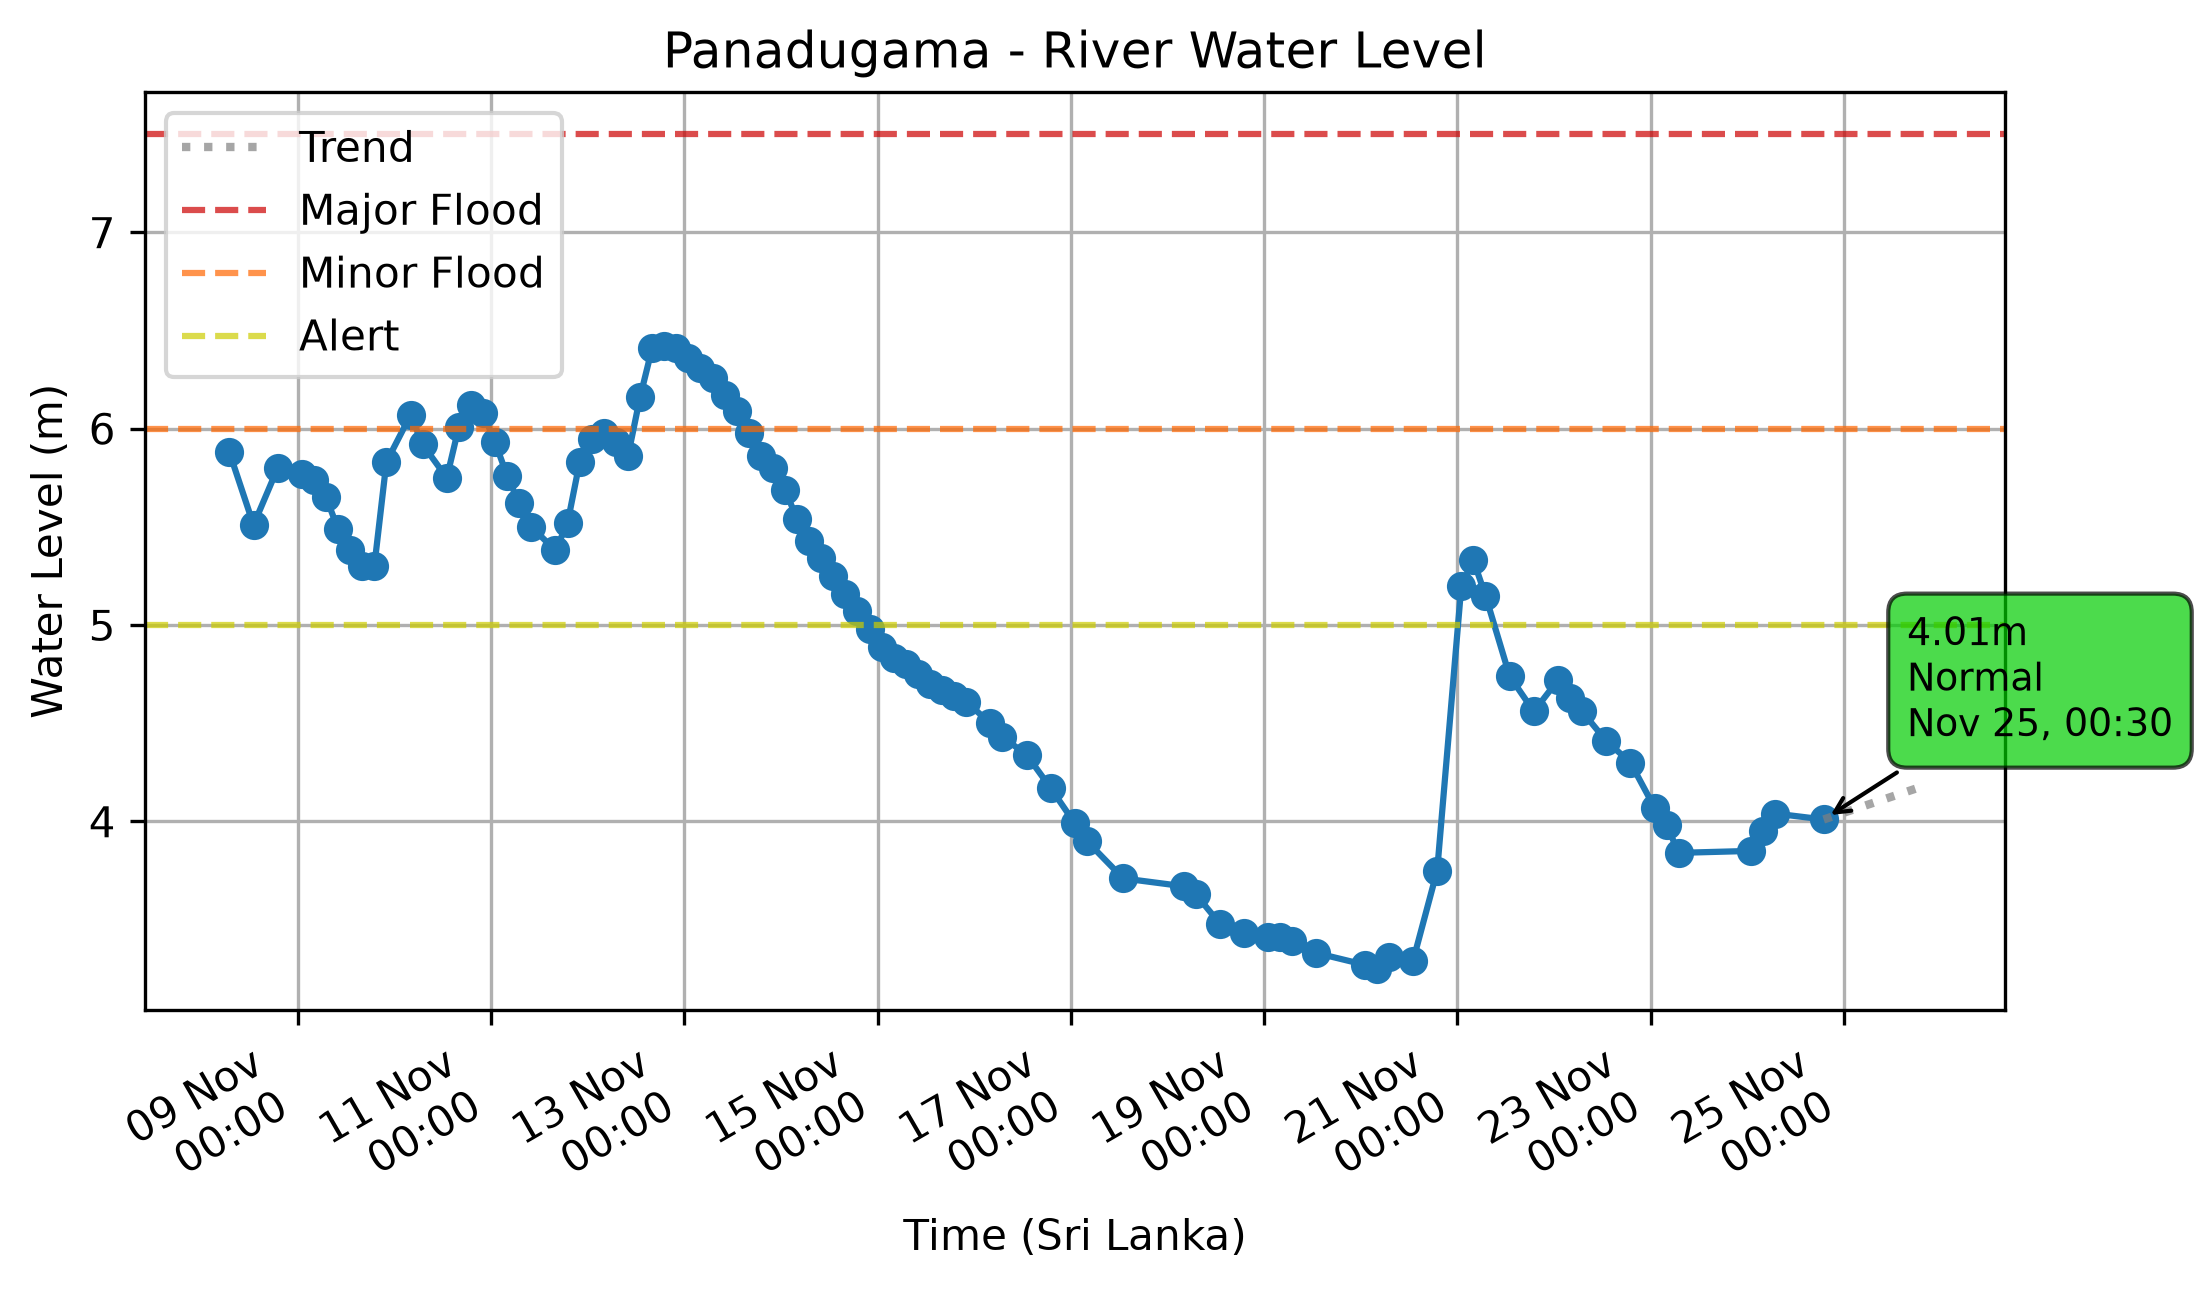 Panadugama - River Water Level
Trend
Major Flood
Minor Flood
Alert
Water Level (m)
7
6
5
4
4.01m
Normal
Nov 25, 00:30
09 Nov
00:00
11 Nov
00:00
13 Nov
00:00
15 Nov
00:00
17 Nov
00:00
19 Nov
00:00
21 Nov
00:00
23 Nov
00:00
25 Nov
00:00
Time (Sri Lanka)